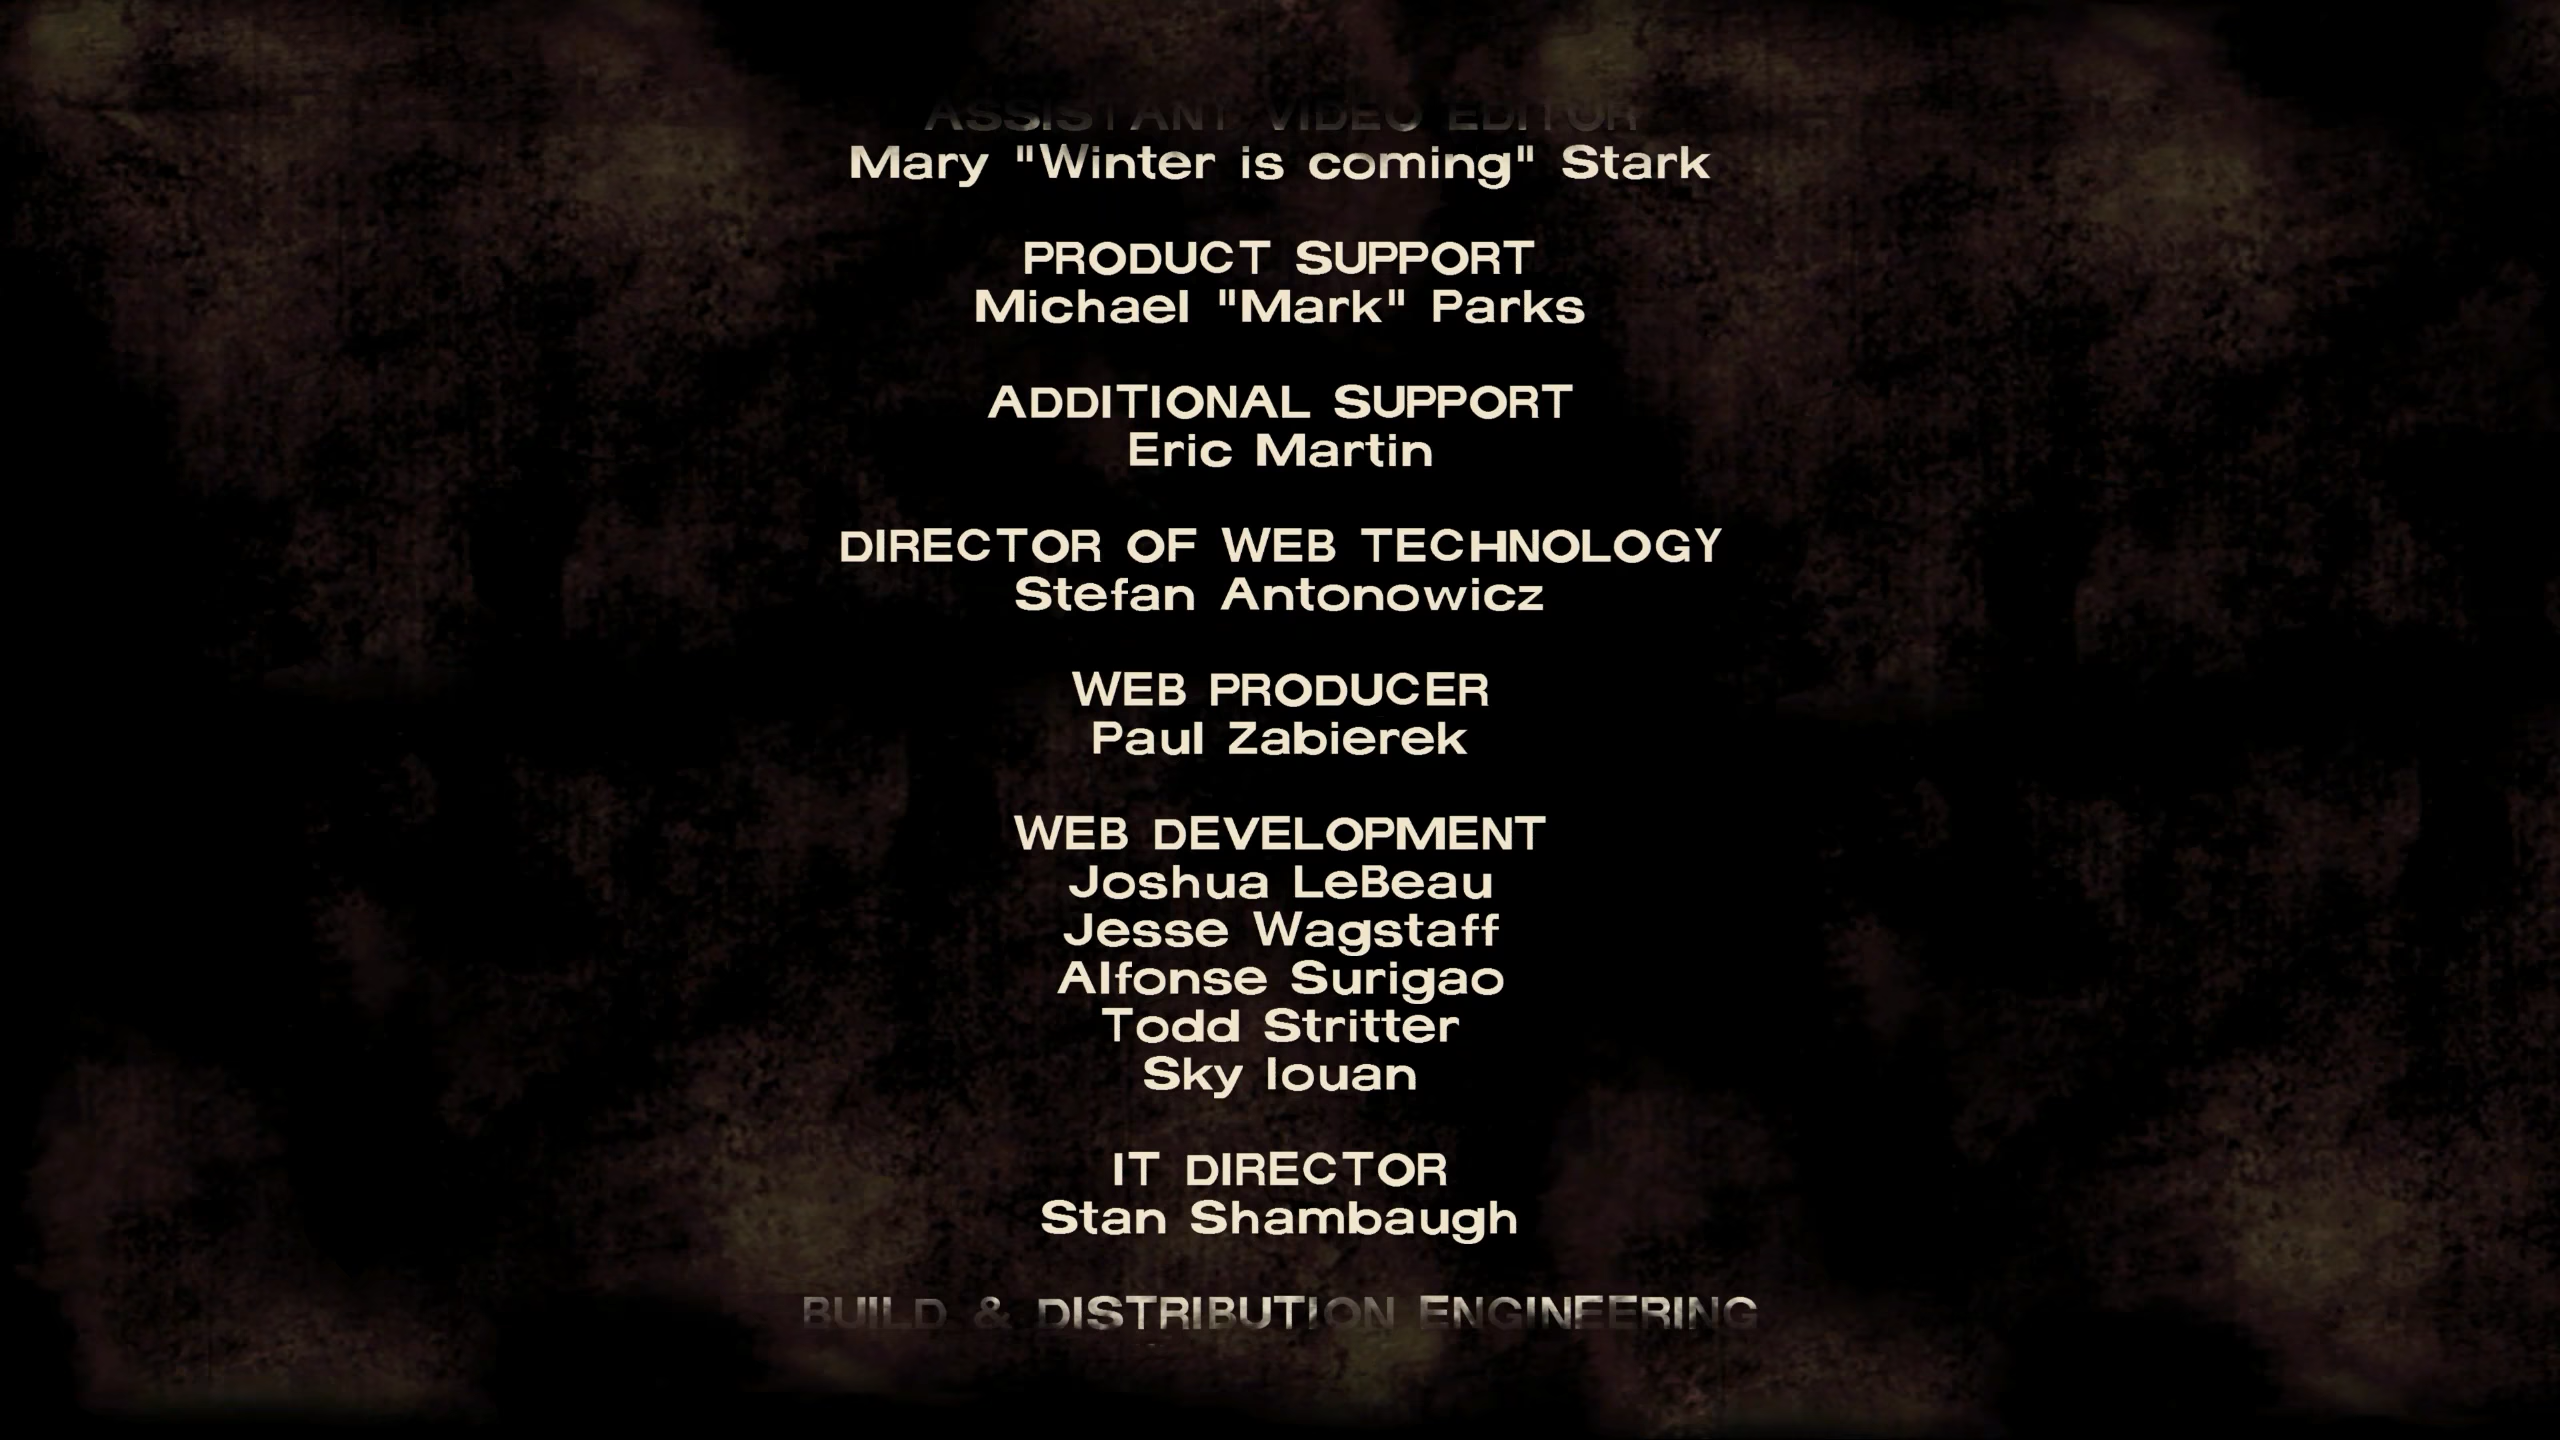 ASSISTANT VIDEO EDITOR
Mary "Winter is coming" Stark
PRODUCT SUPPORT
Michael "Mark" Parks
ADDITIONAL SUPPORT
Eric Martin
DIRECTOR OF WEB TECHNOLOGY
Stefan Antonowicz
WEB PRODUCER
Paul Zabierek
WEB DEVELOPMENT
Joshua LeBeau
Jesse Wagstaff
Alfonse Surigao
Todd Stritter
Sky Iouan
IT DIRECTOR
Stan Shambaugh
BUILD & DISTRIBUTION ENGINEERING